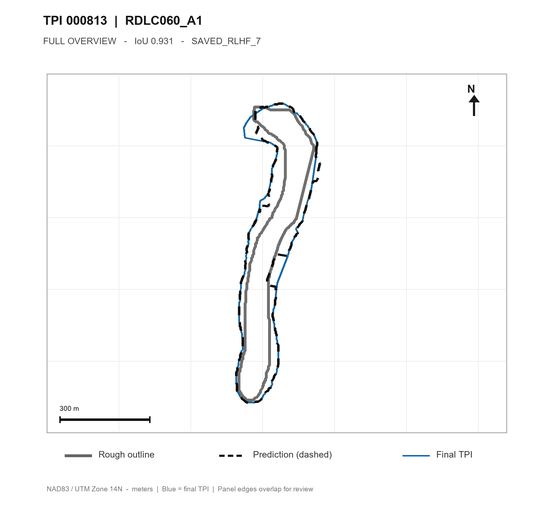 TPI 000813 | RDLC060_A1
FULL OVERVIEW - IoU 0.931 - SAVED_RLHF_7
N
300 m
Rough outline
Prediction (dashed)
Final TPI
NAD83 / UTM Zone 14N - meters | Blue = final TPI | Panel edges overlap for review